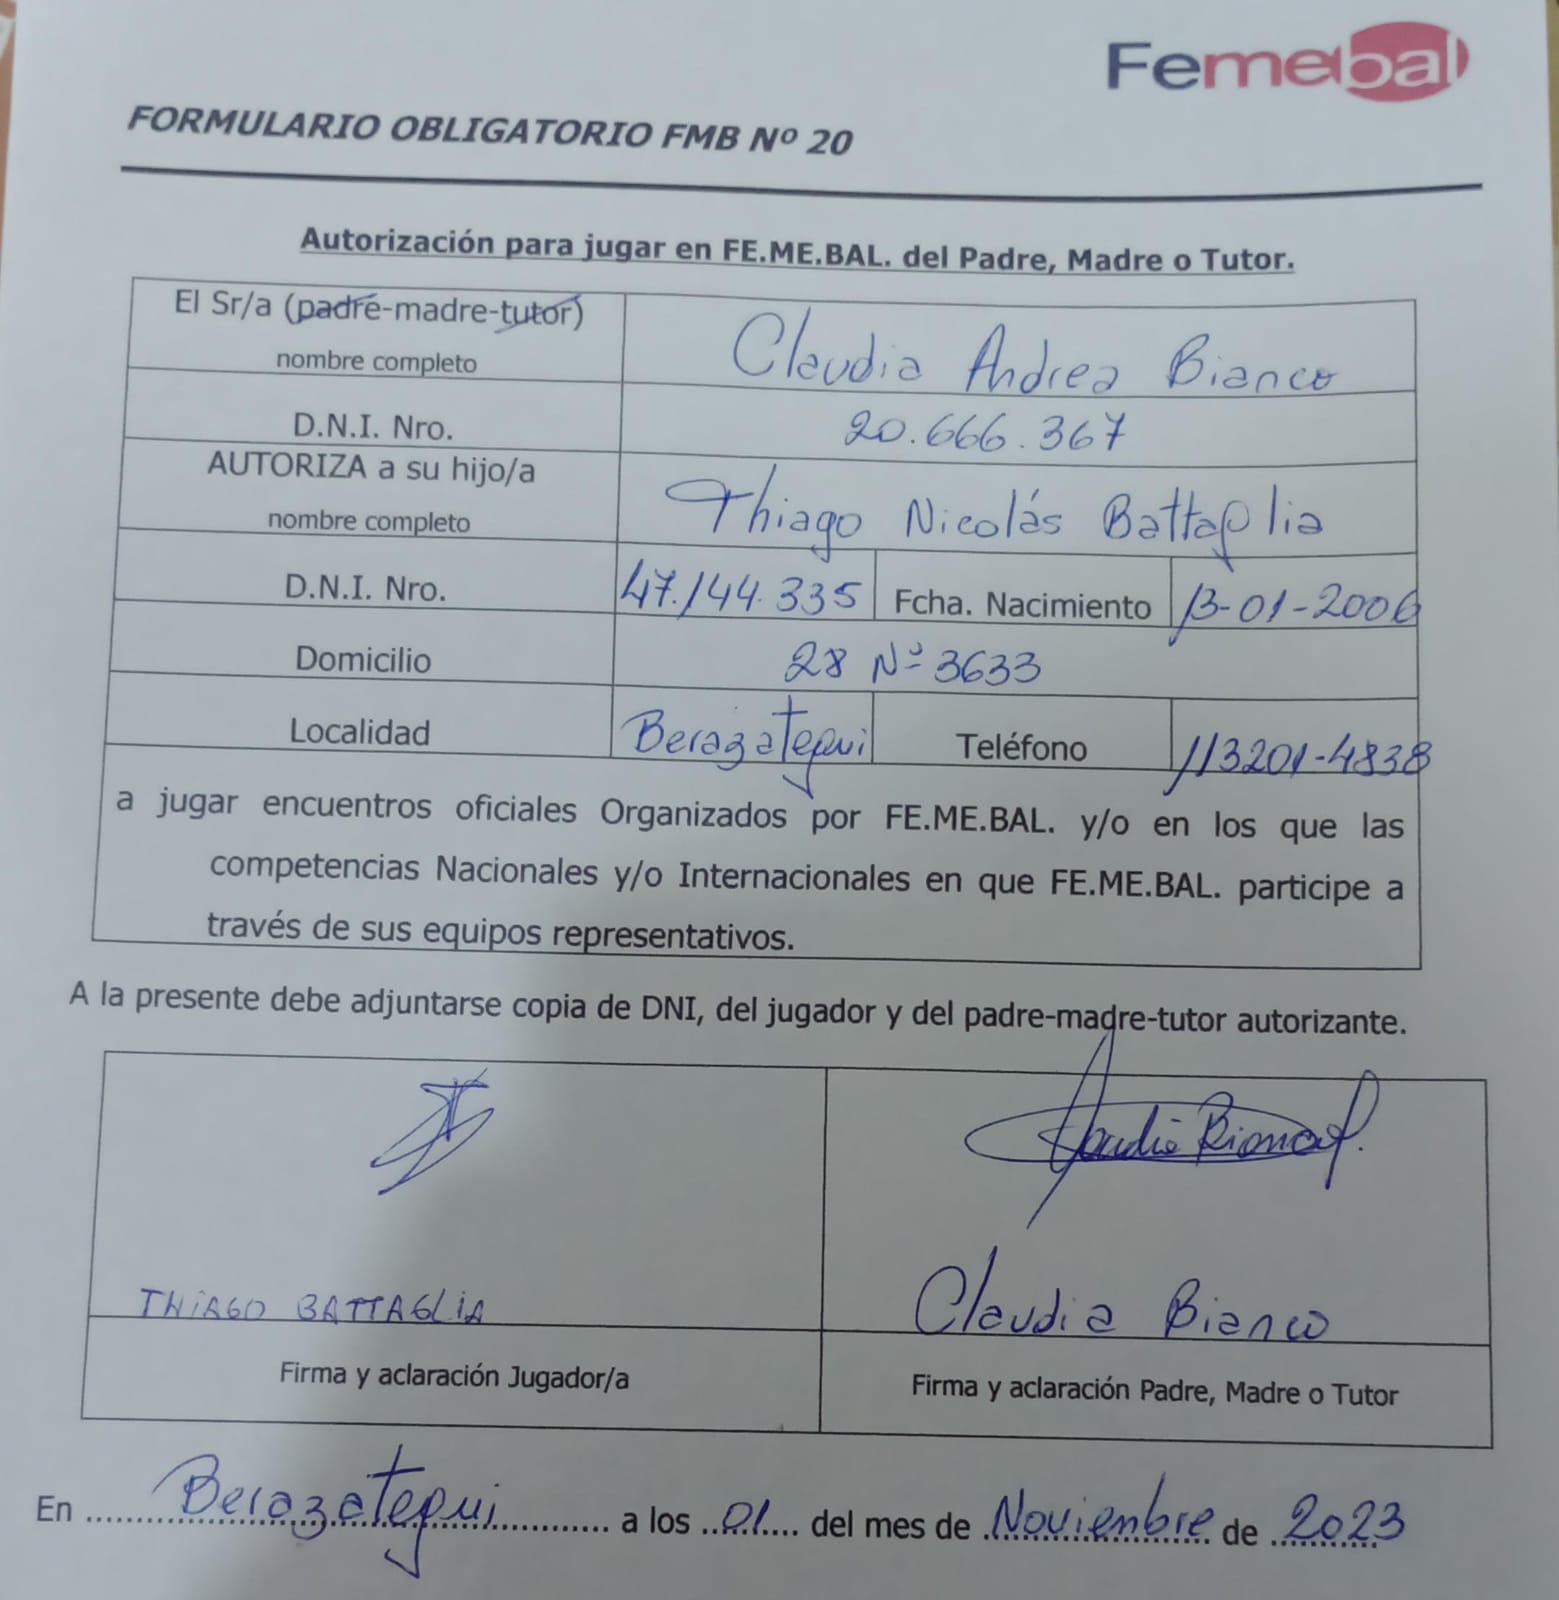 Femebal
FORMULARIO OBLIGATORIO FMB Nº 20
Autorización para jugar en FE.ME.BAL. del Padre, Madre o Tutor.
El Sr/a (padre-madre-tutor)
nombre completo
Claudia Andrea Bianco
D.N.I. Nro.
20.666.367
AUTORIZA a su hijo/a
nombre completo
Thiago Nicolás Battaglia
D.N.I. Nro.
47.144.335
Fcha. Nacimiento
13-01-2006
Domicilio
28 Nº 3633
Localidad
Berazategui
Teléfono
113201-4838
a jugar encuentros oficiales Organizados por FE.ME.BAL. y/o en los que las
competencias Nacionales y/o Internacionales en que FE.ME.BAL. participe a
través de sus equipos representativos.
A la presente debe adjuntarse copia de DNI, del jugador y del padre-madre-tutor autorizante.
THIAGO BATTAGLIA
Firma y aclaración Jugador/a
Claudia Bianco
Claudia Bianco
Firma y aclaración Padre, Madre o Tutor
En Berazategui a los 01 del mes de Noviembre de 2023